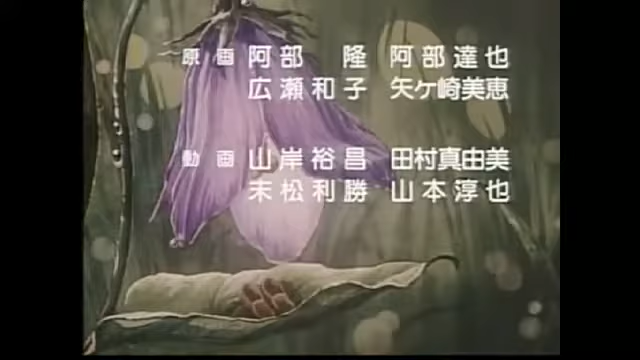 原画 阿部 隆 阿部達也
広瀬和子 矢ケ崎美恵
動画 山岸裕昌 田村真由美
末松利勝 山本淳也